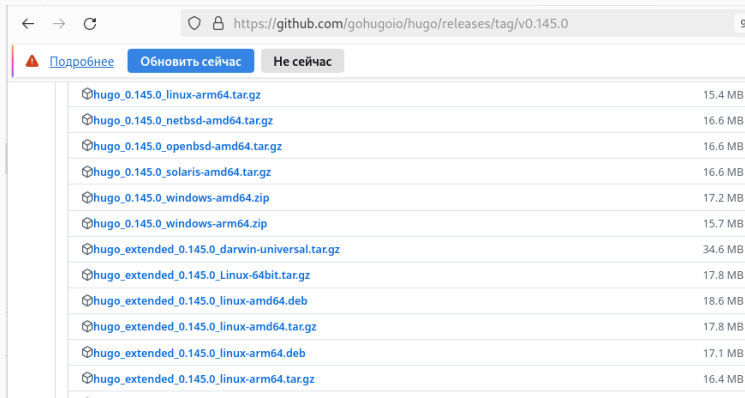 https://github.com/gohugoio/hugo/releases/tag/v0.145.0
Подробнее Обновить сейчас Не сейчас
hugo_0.145.0_linux-arm64.tar.gz 15.4 MB
hugo_0.145.0_netbsd-amd64.tar.gz 16.6 MB
hugo_0.145.0_openbsd-amd64.tar.gz 16.6 MB
hugo_0.145.0_solaris-amd64.tar.gz 16.6 MB
hugo_0.145.0_windows-amd64.zip 17.2 MB
hugo_0.145.0_windows-arm64.zip 15.7 MB
hugo_extended_0.145.0_darwin-universal.tar.gz 34.6 MB
hugo_extended_0.145.0_Linux-64bit.tar.gz 17.8 MB
hugo_extended_0.145.0_linux-amd64.deb 18.6 MB
hugo_extended_0.145.0_linux-amd64.tar.gz 17.8 MB
hugo_extended_0.145.0_linux-arm64.deb 17.1 MB
hugo_extended_0.145.0_linux-arm64.tar.gz 16.4 MB